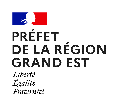 PRÉFET
DE LA RÉGION
GRAND EST
Liberté
Égalité
Fraternité